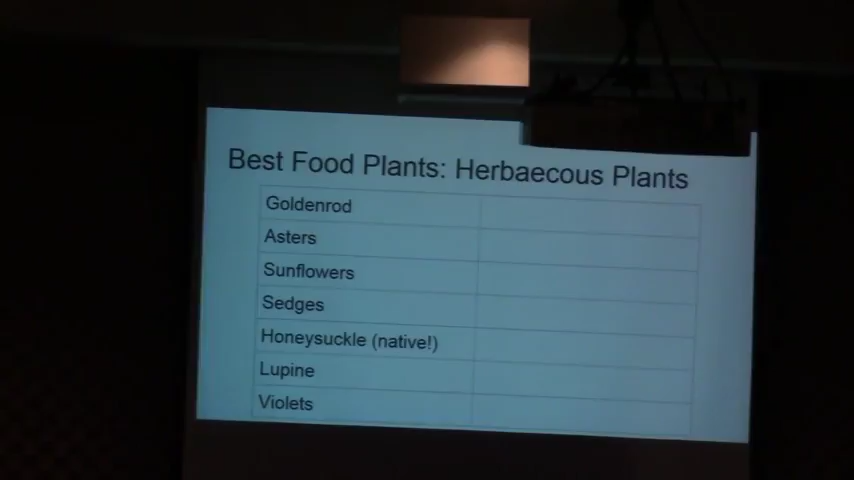 Best Food Plants: Herbaecous Plants
Goldenrod
Asters
Sunflowers
Sedges
Honeysuckle (native!)
Lupine
Violets